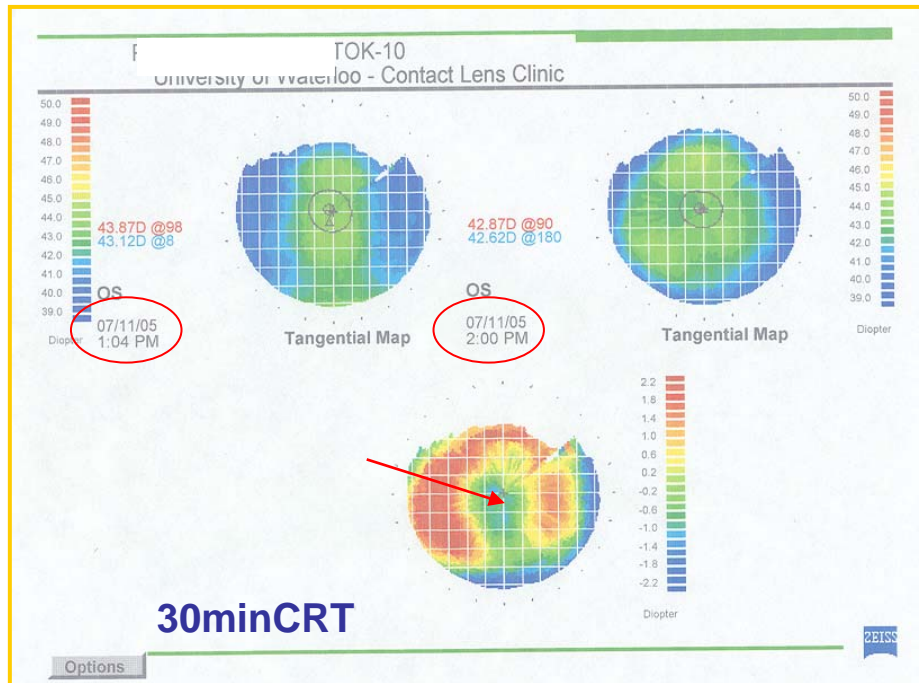 TOK-10
University of Waterloo - Contact Lens Clinic
50.0
49.0
48.0
47.0
46.0
45.0
44.0
43.0
42.0
41.0
40.0
39.0
Diopter
43.87D @98
43.12D @8
OS
07/11/05
1:04 PM
Tangential Map
42.87D @90
42.62D @180
OS
07/11/05
2:00 PM
Tangential Map
50.0
49.0
48.0
47.0
46.0
45.0
44.0
43.0
42.0
41.0
40.0
39.0
Diopter
2.2
1.8
1.4
1.0
0.6
0.2
-0.2
-0.6
-1.0
-1.4
-1.8
-2.2
Diopter
30minCRT
ZEISS
Options